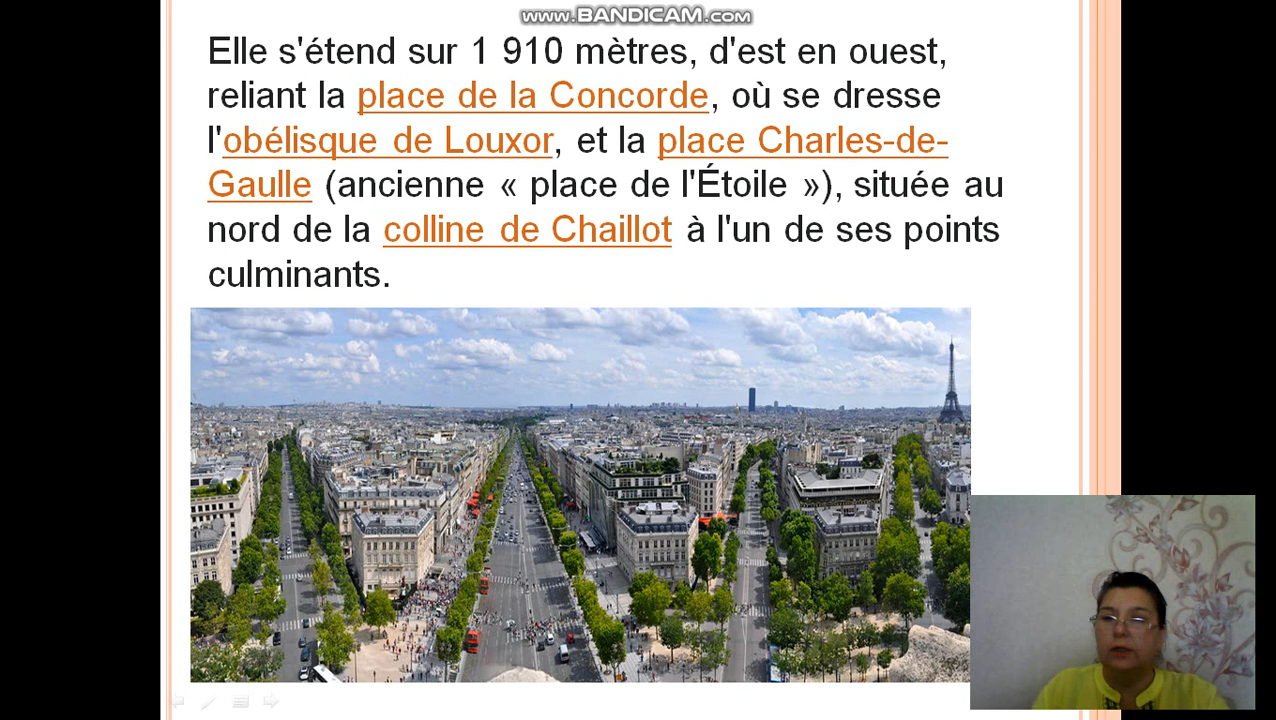 www.BANDICAM.com
Elle s'étend sur 1 910 mètres, d'est en ouest,
reliant la place de la Concorde, où se dresse
l'obélisque de Louxor, et la place Charles-de-
Gaulle (ancienne « place de l'Étoile »), située au
nord de la colline de Chaillot à l'un de ses points
culminants.